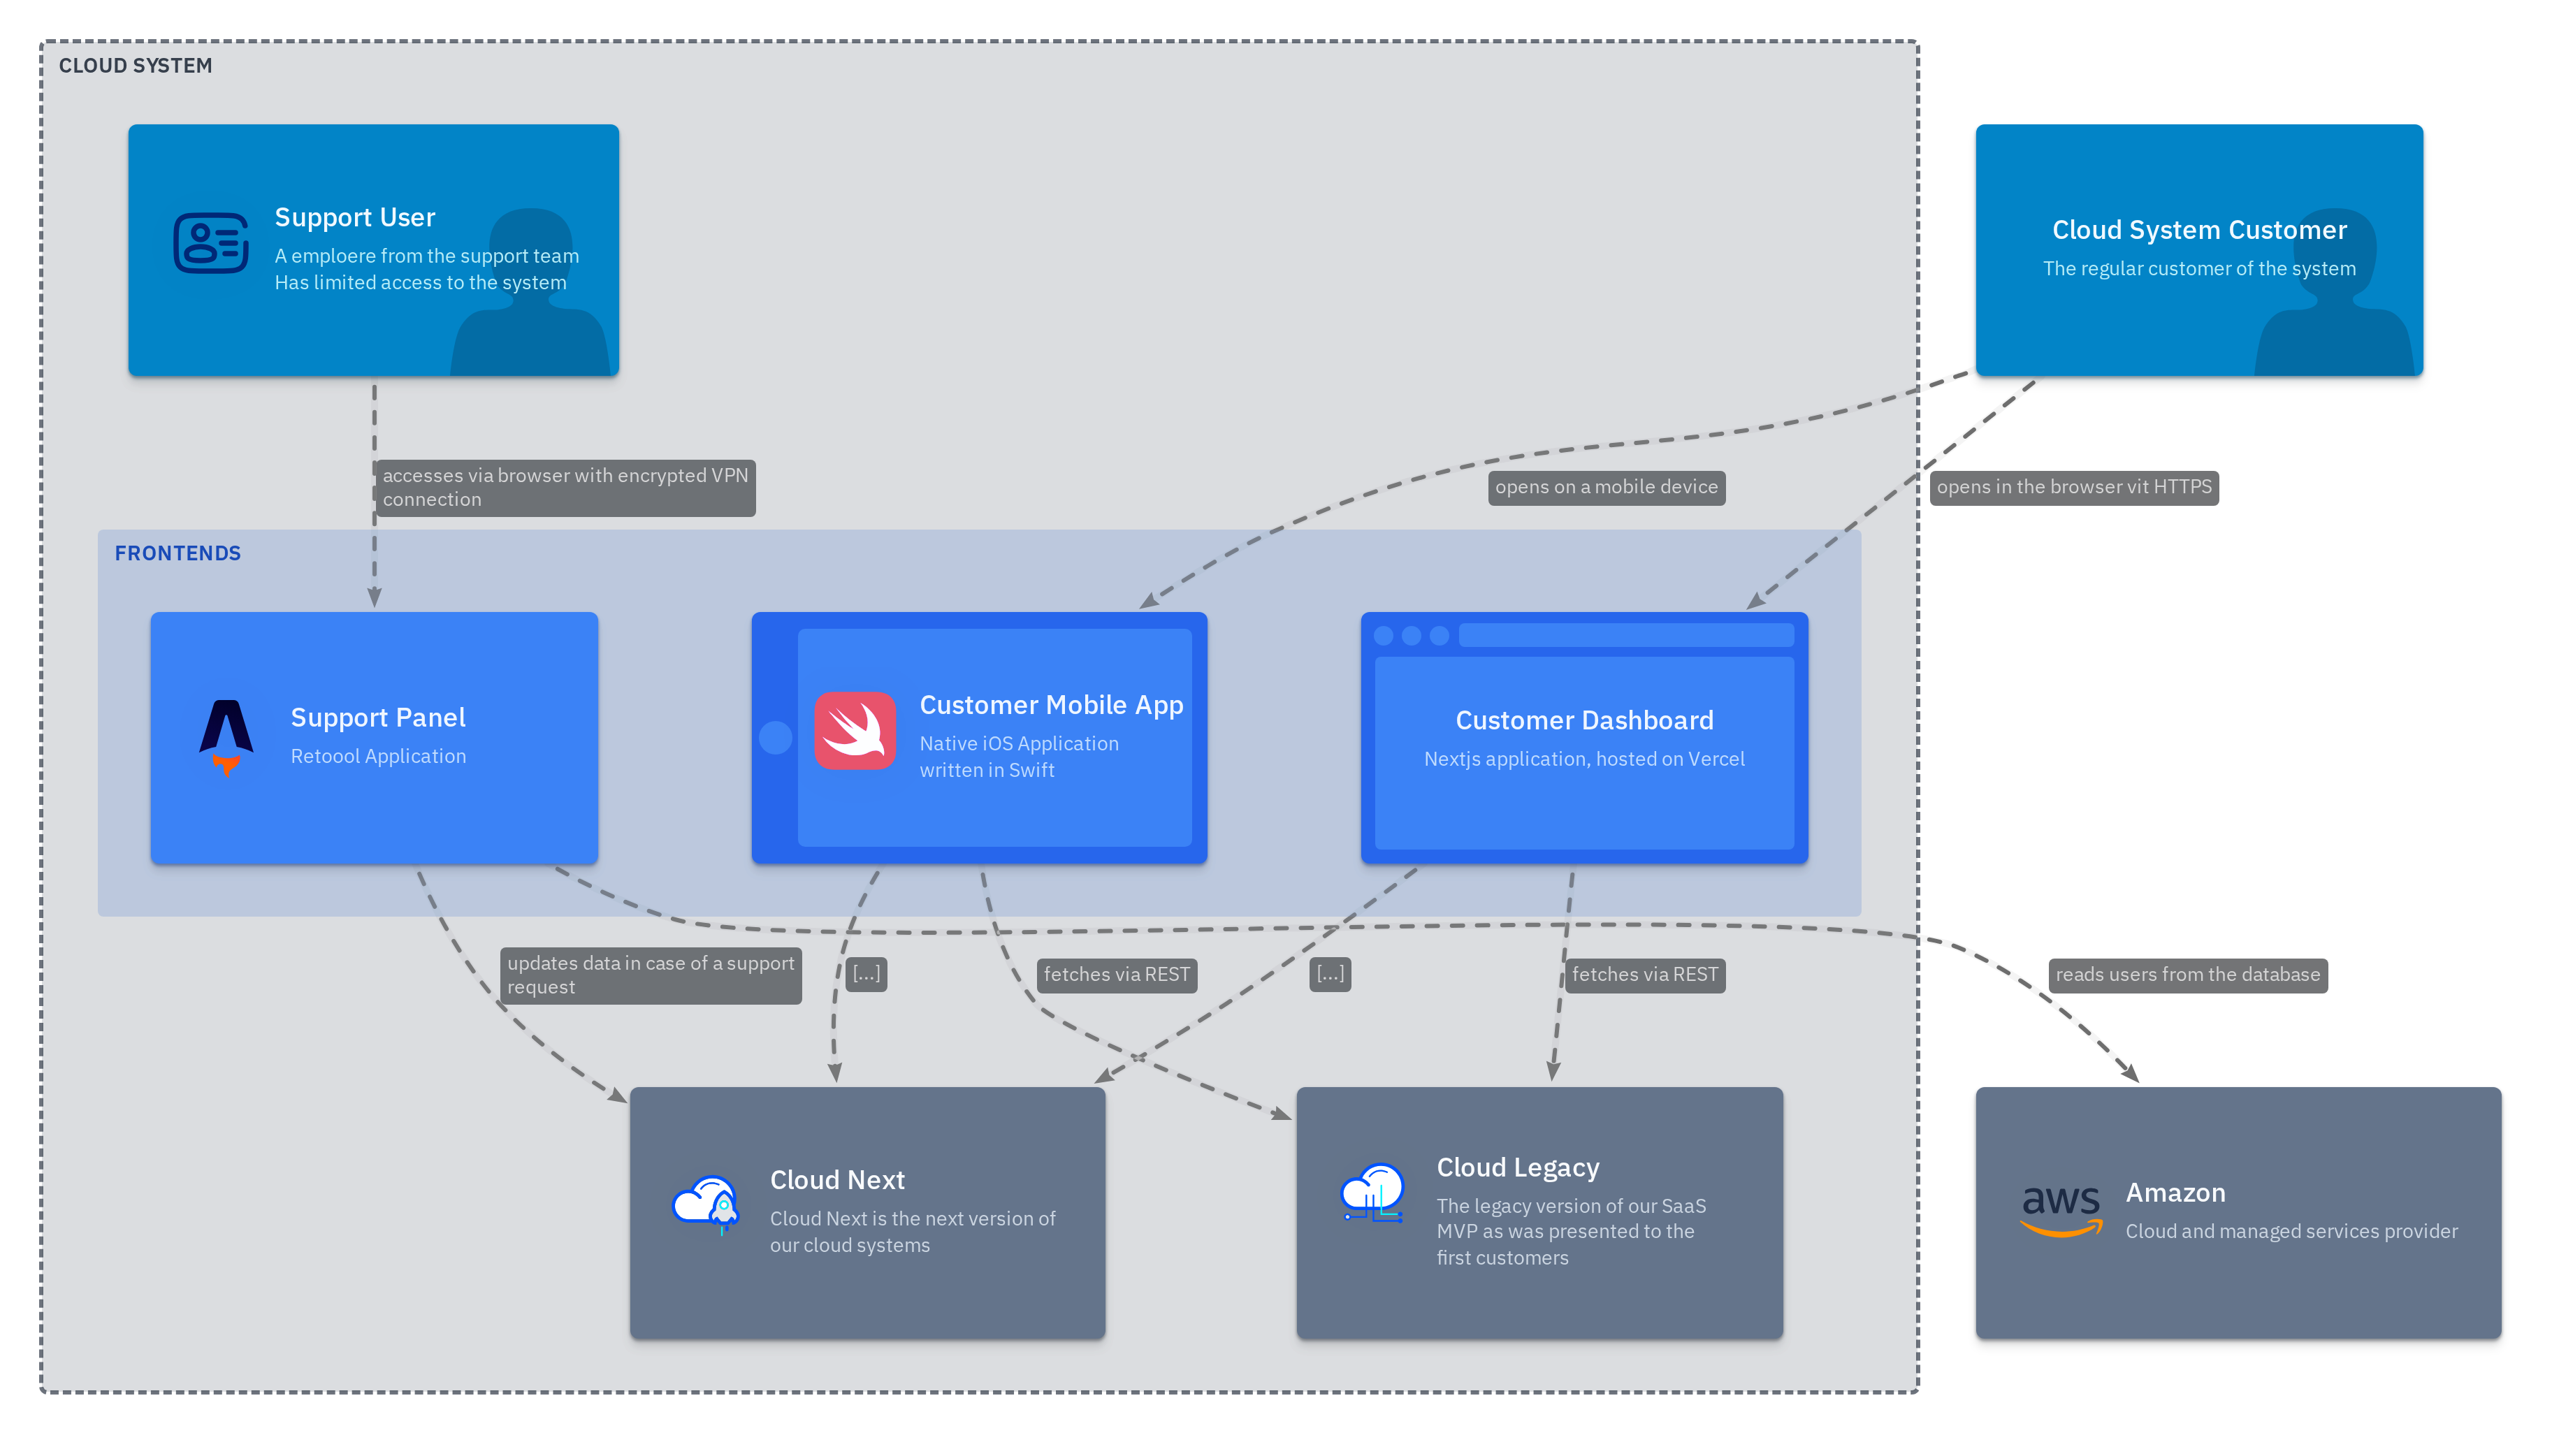 CLOUD SYSTEM
Support User
A emploere from the support team
Has limited access to the system
Cloud System Customer
The regular customer of the system
accesses via browser with encrypted VPN
connection
opens on a mobile device
opens in the browser vit HTTPS
FRONTENDS
Support Panel
Retoool Application
Customer Mobile App
Native iOS Application
written in Swift
Customer Dashboard
Nextjs application, hosted on Vercel
updates data in case of a support
request
[...]
fetches via REST
[...]
fetches via REST
reads users from the database
Cloud Next
Cloud Next is the next version of
our cloud systems
Cloud Legacy
The legacy version of our SaaS
MVP as was presented to the
first customers
aws
Amazon
Cloud and managed services provider